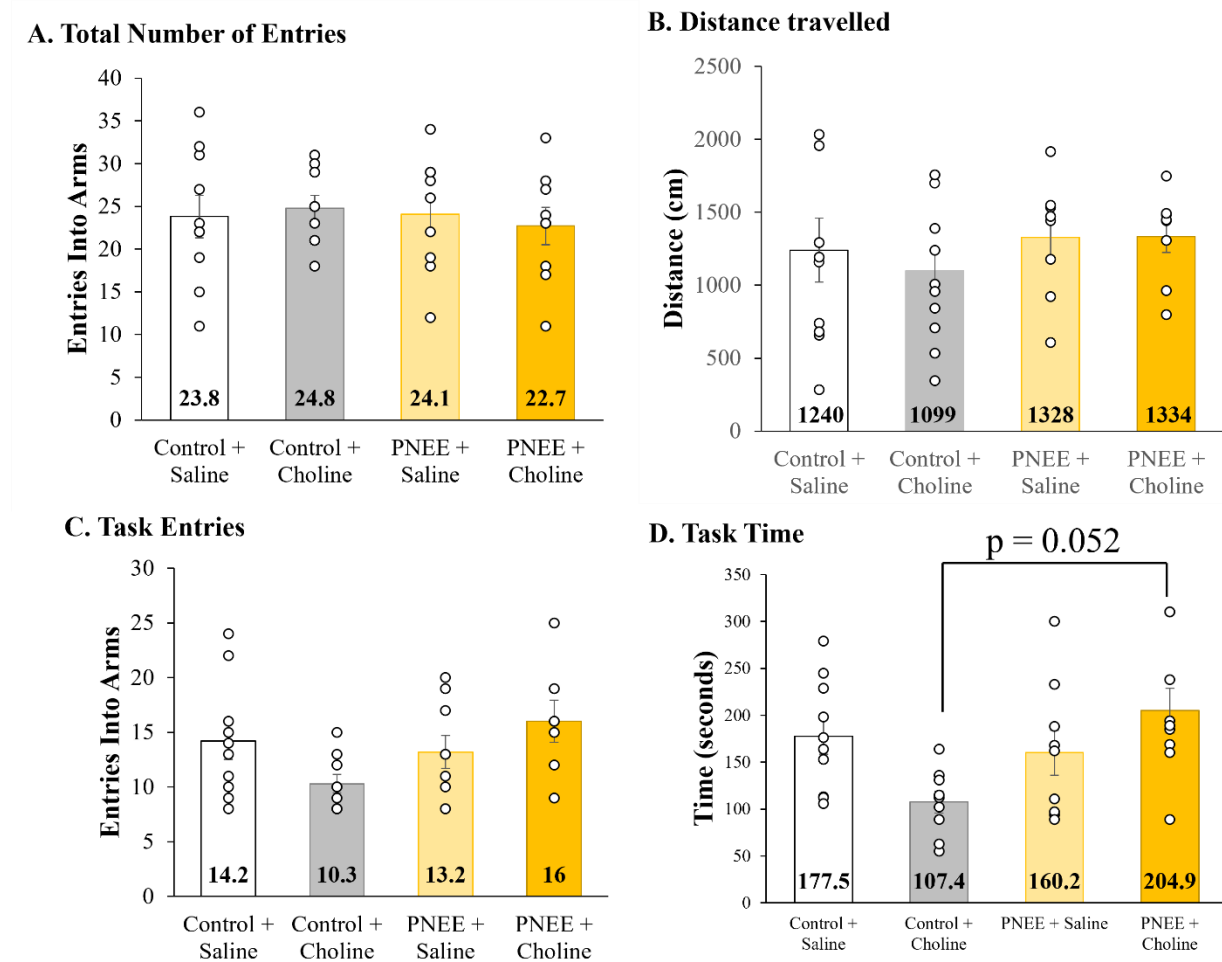 A. Total Number of Entries
Entries Into Arms
40
35
30
25
20
15
10
5
0
23.8
24.8
24.1
22.7
Control +
Saline
Control +
Choline
PNEE +
Saline
PNEE +
Choline
B. Distance travelled
Distance (cm)
2500
2000
1500
1000
500
0
1240
1099
1328
1334
Control +
Saline
Control +
Choline
PNEE +
Saline
PNEE +
Choline
C. Task Entries
Entries Into Arms
30
25
20
15
10
5
0
14.2
10.3
13.2
16
Control +
Saline
Control +
Choline
PNEE +
Saline
PNEE +
Choline
D. Task Time
p = 0.052
Time (seconds)
350
300
250
200
150
100
50
0
177.5
107.4
160.2
204.9
Control +
Saline
Control +
Choline
PNEE + Saline
PNEE +
Choline